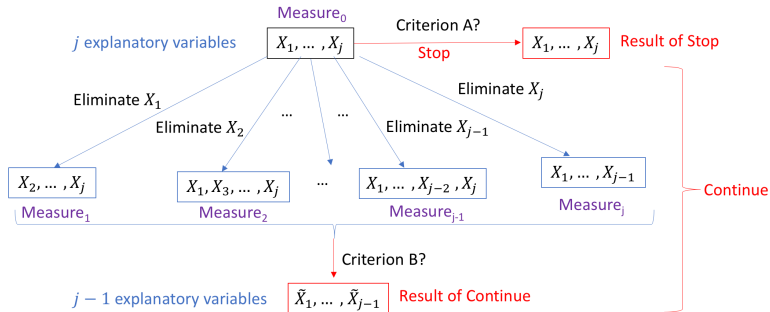 Measure₀
j explanatory variables
X₁, … , Xⱼ
Criterion A?
Stop
X₁, … , Xⱼ
Result of Stop
Eliminate X₁
Eliminate X₂
…
…
Eliminate Xⱼ₋₁
Eliminate Xⱼ
X₂, … , Xⱼ
X₁, X₃, … , Xⱼ
…
X₁, … , Xⱼ₋₂ , Xⱼ
X₁, … , Xⱼ₋₁
Continue
Measure₁
Measure₂
Measureⱼ₋₁
Measureⱼ
Criterion B?
j − 1 explanatory variables
X̃₁, … , X̃ⱼ₋₁
Result of Continue